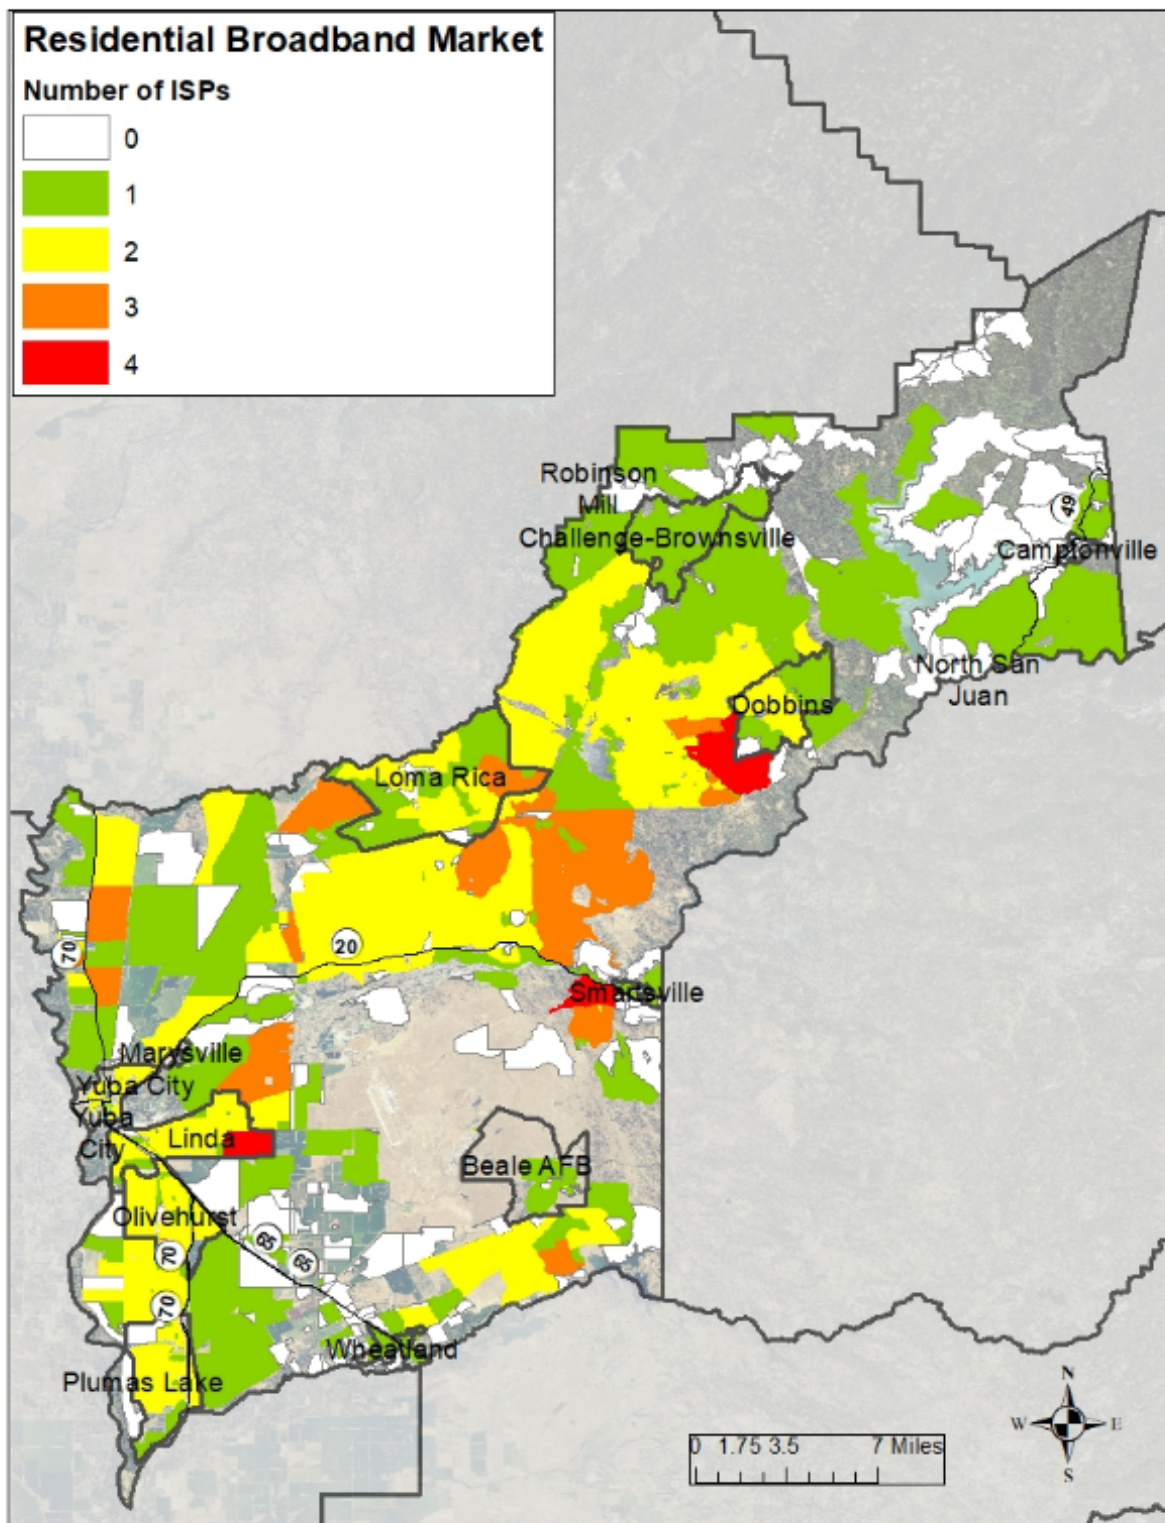 Residential Broadband Market
Number of ISPs
0
1
2
3
4
Robinson
Mill
49
Challenge-Brownsville
Camptonville
North San
Juan
Dobbins
Loma Rica
20
70
Smartsville
Marysville
Yuba City
Yuba
City
Linda
Beale AFB
Olivehurst
65
70
65
70
Wheatland
Plumas Lake
N
W
E
S
0 1.75 3.5 7 Miles